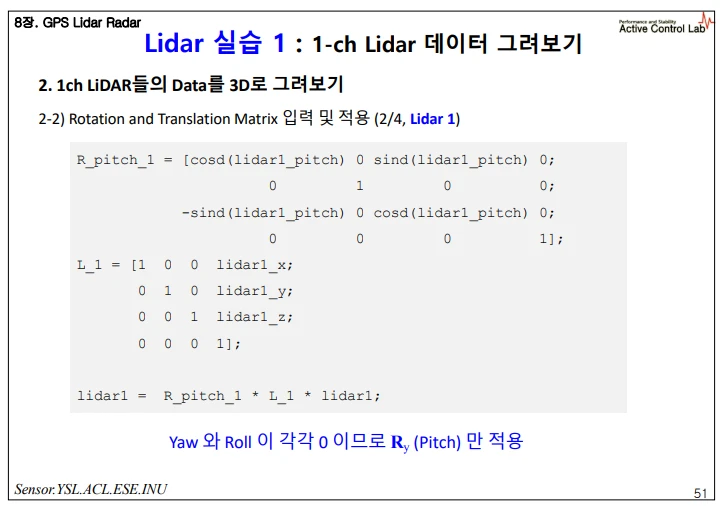 8장. GPS Lidar Radar
Performance and Stability
Active Control Lab
Lidar 실습 1 : 1-ch Lidar 데이터 그려보기
2. 1ch LiDAR들의 Data를 3D로 그려보기
2-2) Rotation and Translation Matrix 입력 및 적용 (2/4, Lidar 1)
R_pitch_1 = [cosd(lidar1_pitch) 0 sind(lidar1_pitch) 0;
0 1 0 0;
-sind(lidar1_pitch) 0 cosd(lidar1_pitch) 0;
0 0 0 1];
L_1 = [1 0 0 lidar1_x;
0 1 0 lidar1_y;
0 0 1 lidar1_z;
0 0 0 1];
lidar1 = R_pitch_1 * L_1 * lidar1;
Yaw 와 Roll 이 각각 0 이므로 Ry (Pitch) 만 적용
Sensor.YSL.ACL.ESE.INU
51